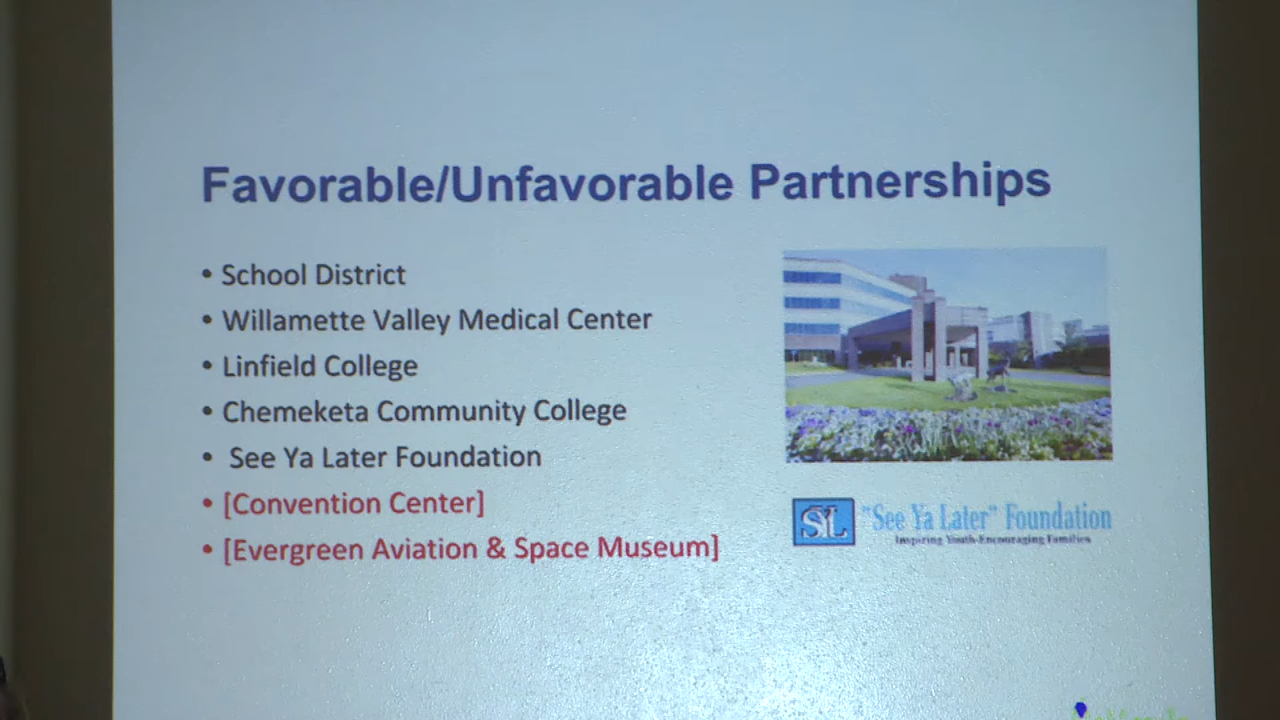 Favorable/Unfavorable Partnerships
• School District
• Willamette Valley Medical Center
• Linfield College
• Chemeketa Community College
• See Ya Later Foundation
• [Convention Center]
• [Evergreen Aviation & Space Museum]
SYL
"See Ya Later" Foundation
Inspiring Youth-Encouraging Families